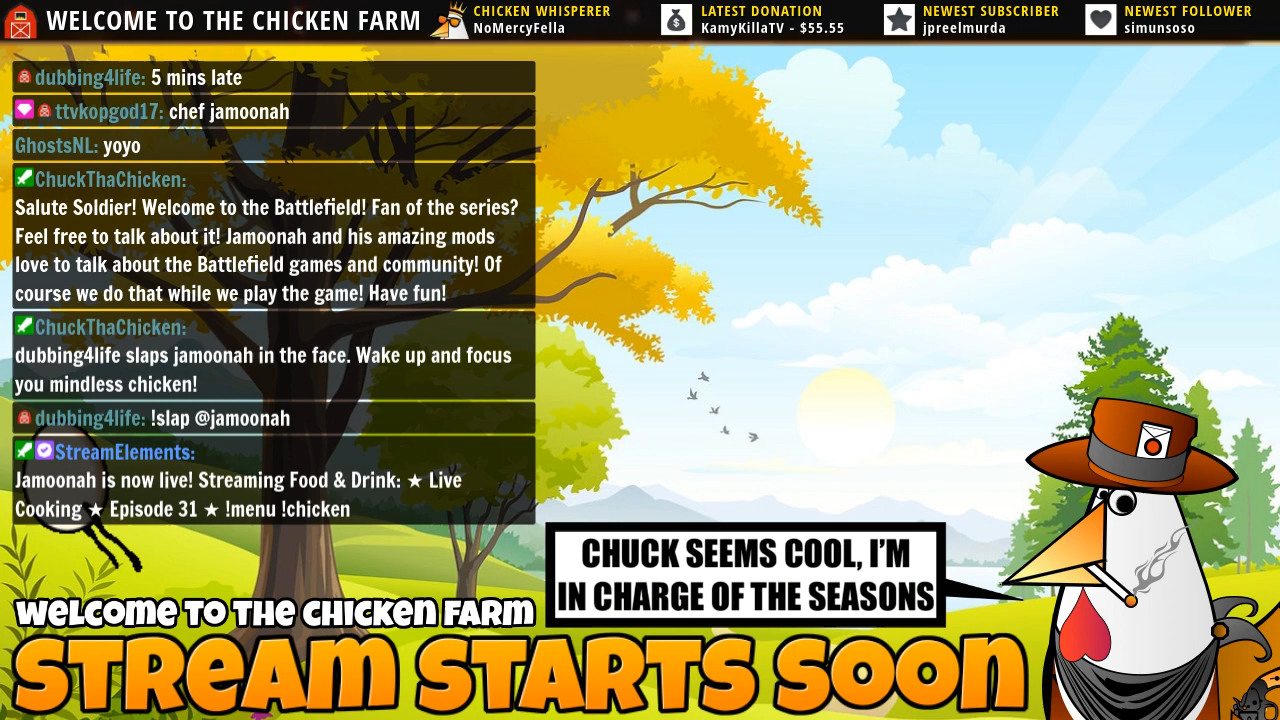 WELCOME TO THE CHICKEN FARM
CHICKEN WHISPERER
NoMercyFella
LATEST DONATION
KamyKillaTV - $55.55
NEWEST SUBSCRIBER
jpreelmurda
NEWEST FOLLOWER
simunsoso
dubbing4life: 5 mins late
ttvkopgod17: chef jamoonah
GhostsNL: yoyo
ChuckThaChicken:
Salute Soldier! Welcome to the Battlefield! Fan of the series?
Feel free to talk about it! Jamoonah and his amazing mods
love to talk about the Battlefield games and community! Of
course we do that while we play the game! Have fun!
ChuckThaChicken:
dubbing4life slaps jamoonah in the face. Wake up and focus
you mindless chicken!
dubbing4life: !slap @jamoonah
StreamElements:
Jamoonah is now live! Streaming Food & Drink: ★ Live
Cooking ★ Episode 31 ★ !menu !chicken
CHUCK SEEMS COOL, I'M
IN CHARGE OF THE SEASONS
WELCOME TO THE CHICKEN FARM
STREAM STARTS SOON